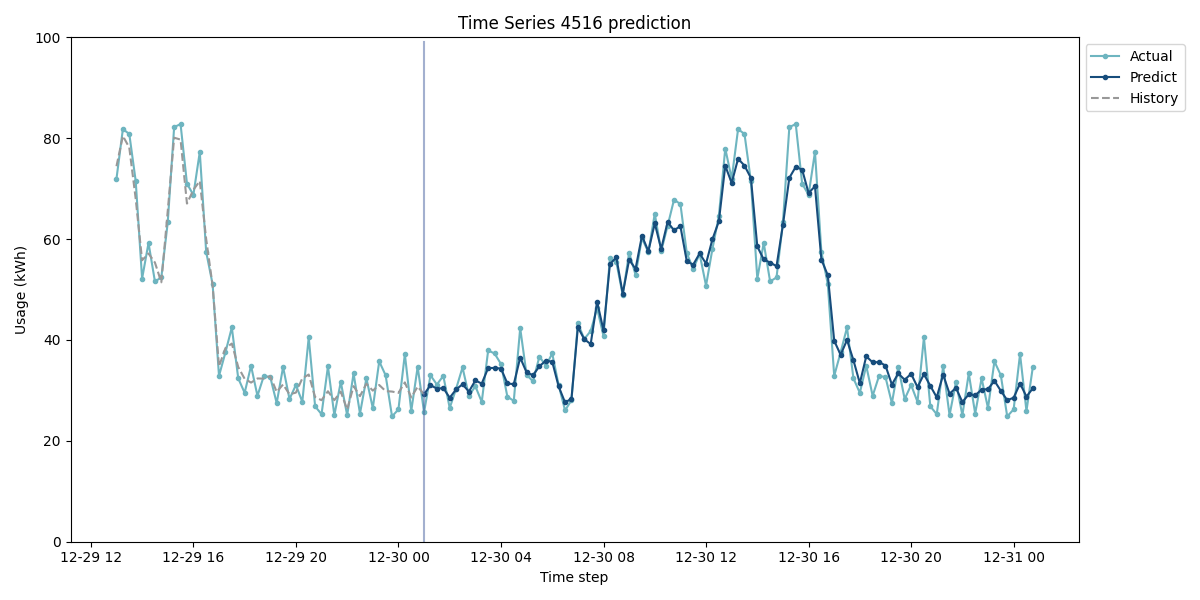 Time Series 4516 prediction
100
80
60
40
20
0
Usage (kWh)
12-29 12
12-29 16
12-29 20
12-30 00
12-30 04
12-30 08
12-30 12
12-30 16
12-30 20
12-31 00
Time step
Actual
Predict
History